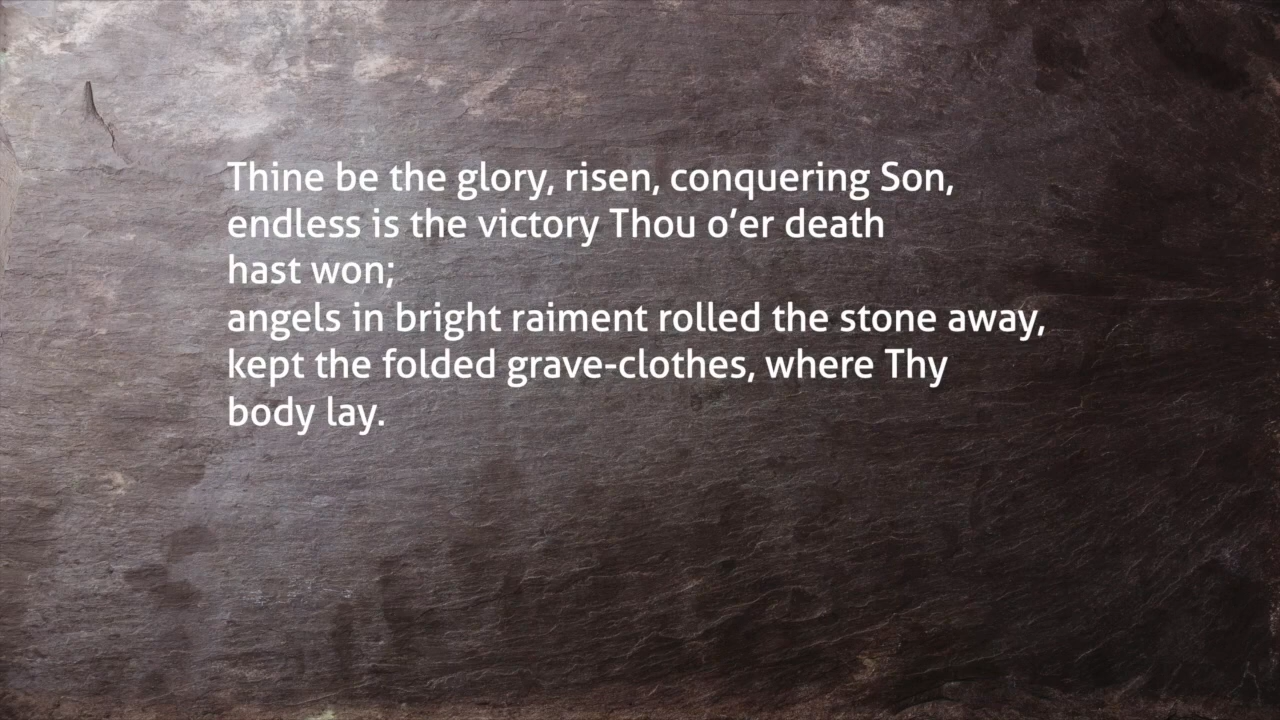 Thine be the glory, risen, conquering Son,
endless is the victory Thou o’er death
hast won;
angels in bright raiment rolled the stone away,
kept the folded grave-clothes, where Thy
body lay.